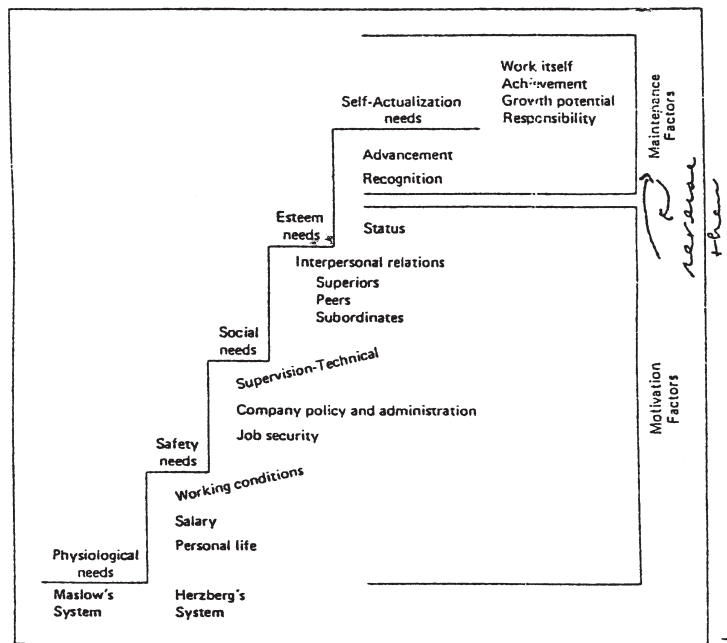 Work itself
Achievement
Growth potential
Responsibility
Self-Actualization
needs
Advancement
Recognition
Maintenance
Factors
reverse
them
Esteem
needs
Status
Interpersonal relations
Superiors
Peers
Subordinates
Social
needs
Supervision-Technical
Company policy and administration
Job security
Motivation
Factors
Safety
needs
Working conditions
Salary
Personal life
Physiological
needs
Maslow's
System
Herzberg's
System